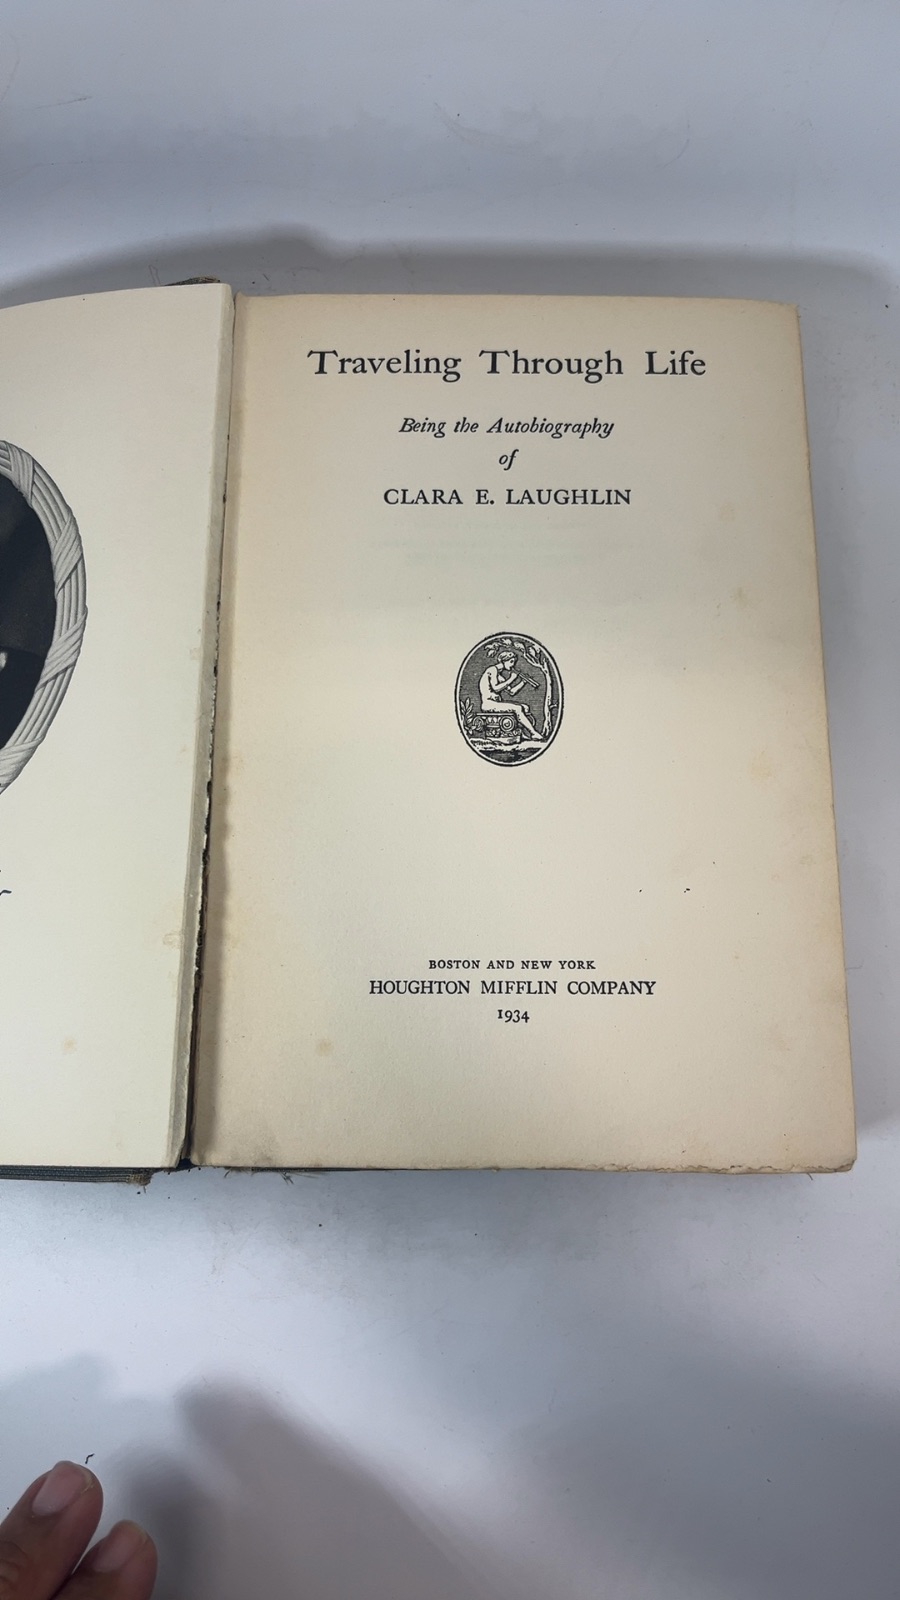 Traveling Through Life
Being the Autobiography
of
CLARA E. LAUGHLIN
BOSTON AND NEW YORK
HOUGHTON MIFFLIN COMPANY
1934